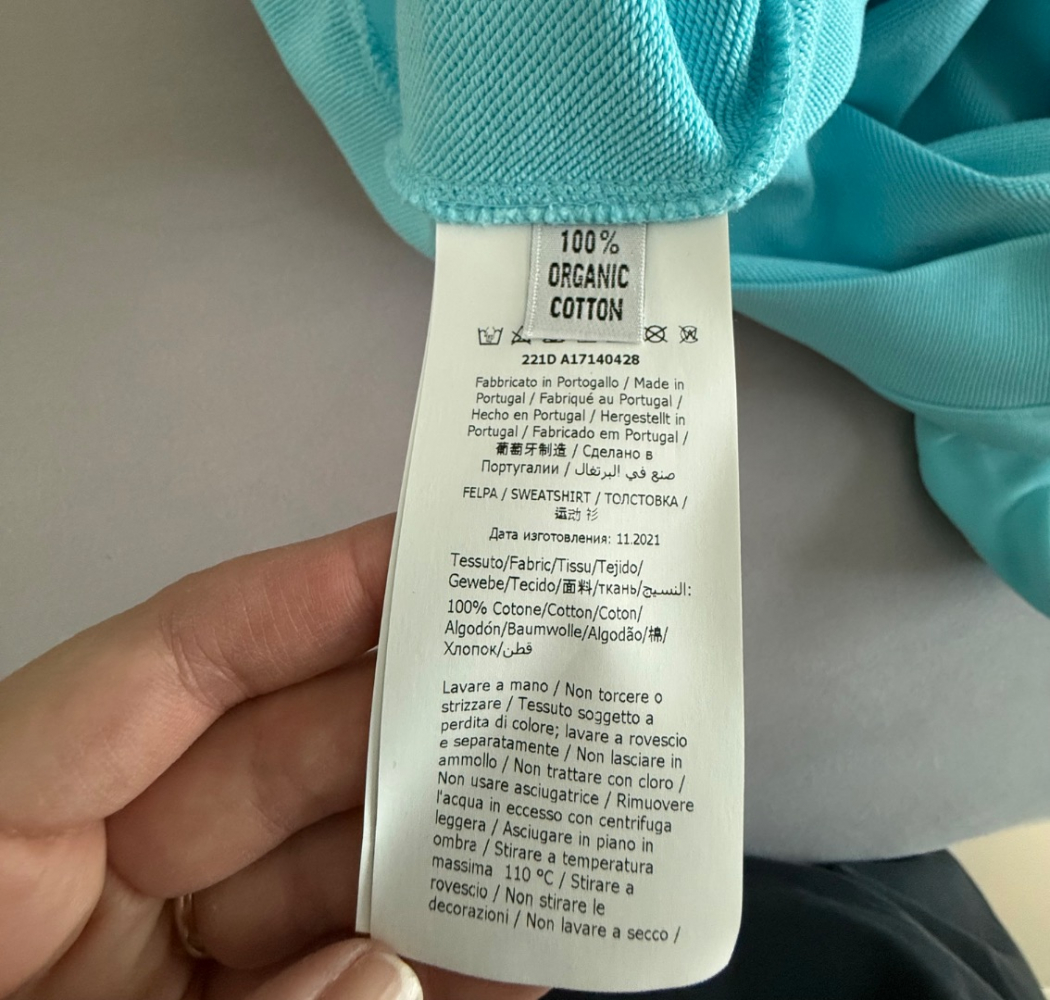 100%
ORGANIC
COTTON
221D A17140428
Fabbricato in Portogallo / Made in
Portugal / Fabriqué au Portugal /
Hecho en Portugal / Hergestellt in
Portugal / Fabricado em Portugal /
葡萄牙制造 / Сделано в
Португалии / صنع في البرتغال
FELPA / SWEATSHIRT / ТОЛСТОВКА /
运动 衫
Дата изготовления: 11.2021
Tessuto/Fabric/Tissu/Tejido/
Gewebe/Tecido/面料/ткань/النسيج:
100% Cotone/Cotton/Coton/
Algodón/Baumwolle/Algodão/棉/
Хлопок/قطن
Lavare a mano / Non torcere o
strizzare / Tessuto soggetto a
perdita di colore; lavare a rovescio
e separatamente / Non lasciare in
ammollo / Non trattare con cloro /
Non usare asciugatrice / Rimuovere
l'acqua in eccesso con centrifuga
leggera / Asciugare in piano in
ombra / Stirare a temperatura
massima 110 °C / Stirare a
rovescio / Non stirare le
decorazioni / Non lavare a secco /